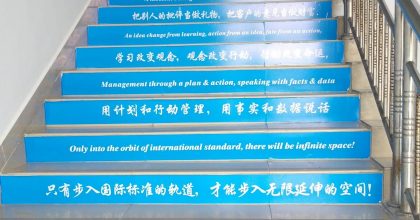 把别人的批评当做礼物，把客户的意见当做财富．
An idea change from learning, action from an idea, fate from an action,
学习改变观念，观念改变行动，行动改变命运，
Management through a plan & action, speaking with facts & data
用计划和行动管理，用事实和数据说话
Only into the orbit of international standard, there will be infinite space!
只有步入国际标准的轨道，才能步入无限延伸的空间！